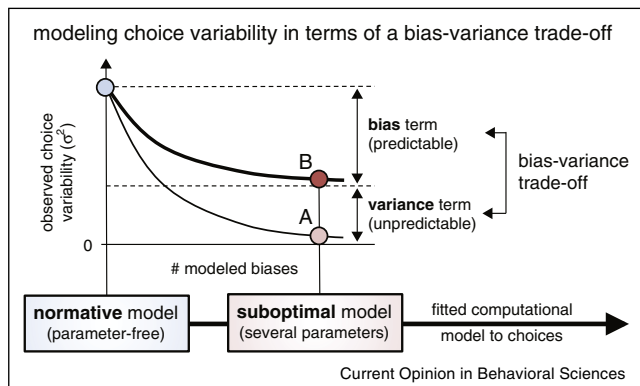 modeling choice variability in terms of a bias-variance trade-off
observed choice
variability (σ²)
0
B
A
bias term
(predictable)
variance term
(unpredictable)
bias-variance
trade-off
# modeled biases
normative model
(parameter-free)
suboptimal model
(several parameters)
fitted computational
model to choices
Current Opinion in Behavioral Sciences